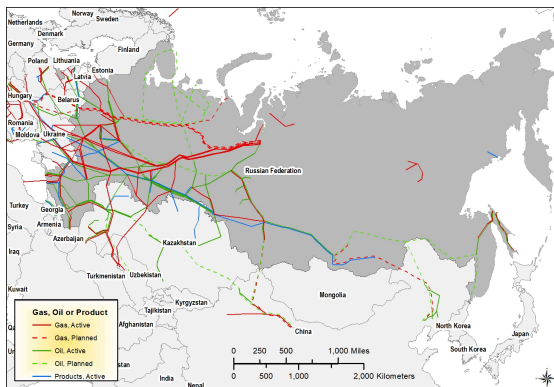 Norway
Sweden
Netherlands
Denmark
Finland
Germany
Estonia
Poland
Lithuania
Latvia
Hungary
Belarus
Romania
Moldova
Ukraine
Russian Federation
Turkey
Georgia
Syria
Armenia
Azerbaijan
Kazakhstan
Iraq
Turkmenistan
Uzbekistan
Kuwait
Kyrgyzstan
Mongolia
Tajikistan
Afghanistan
China
North Korea
Japan
South Korea
India
Nepal
Gas, Oil or Product
Gas, Active
Gas, Planned
Oil, Active
Oil, Planned
Products, Active
0 250 500 1,000 Miles
0 500 1,000 2,000 Kilometers